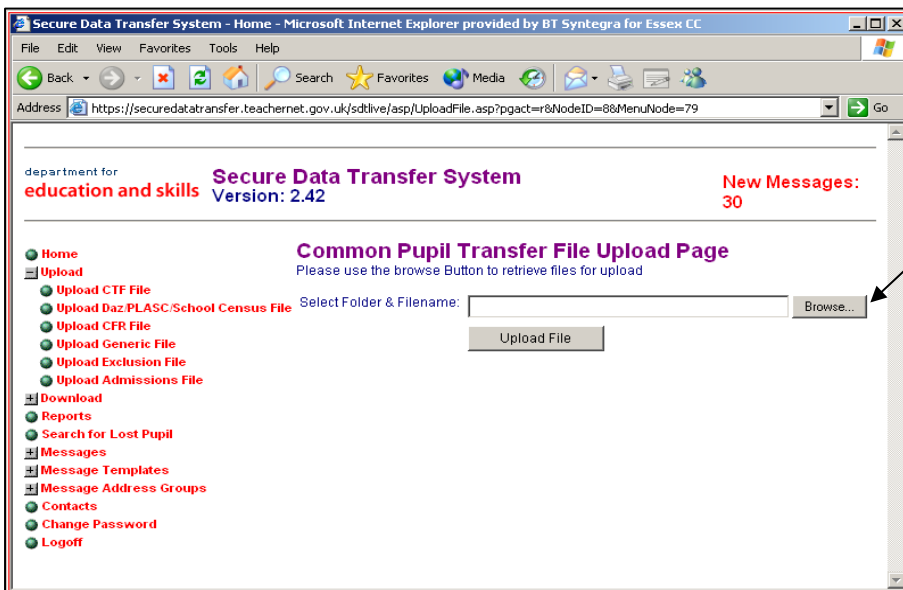 Secure Data Transfer System - Home - Microsoft Internet Explorer provided by BT Syntegra for Essex CC
File Edit View Favorites Tools Help
Back Search Favorites Media
Address https://securedatatransfer.teachernet.gov.uk/sdtlive/asp/UploadFile.asp?pgact=r&NodeID=8&MenuNode=79 Go
department for
education and skills
Secure Data Transfer System
Version: 2.42
New Messages:
30
Home
Upload
Upload CTF File
Upload Daz/PLASC/School Census File
Upload CFR File
Upload Generic File
Upload Exclusion File
Upload Admissions File
Download
Reports
Search for Lost Pupil
Messages
Message Templates
Message Address Groups
Contacts
Change Password
Logoff
Common Pupil Transfer File Upload Page
Please use the browse Button to retrieve files for upload
Select Folder & Filename: Browse...
Upload File